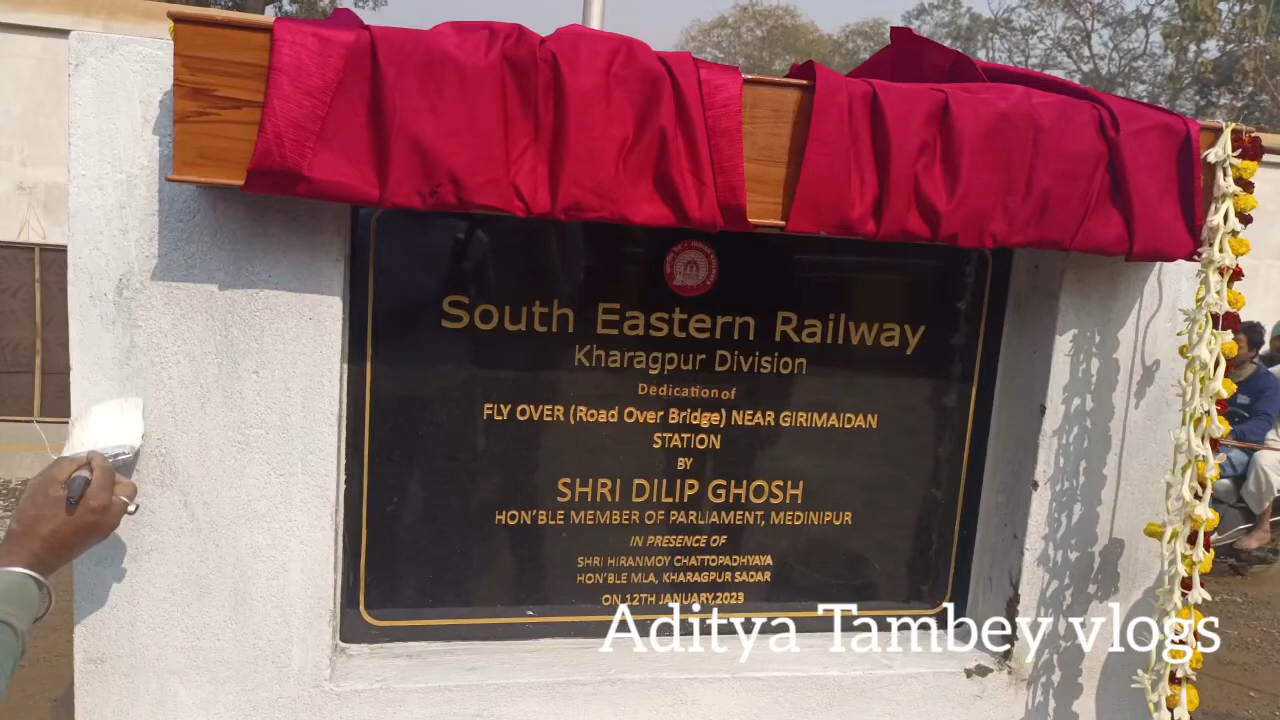 South Eastern Railway
Kharagpur Division
Dedication of
FLY OVER (Road Over Bridge) NEAR GIRIMAIDAN
STATION
BY
SHRI DILIP GHOSH
HON'BLE MEMBER OF PARLIAMENT, MEDINIPUR
IN PRESENCE OF
SHRI HIRANMOY CHATTOPADHYAYA
HON'BLE MLA, KHARAGPUR SADAR
ON 12TH JANUARY,2023
Aditya Tambey vlogs